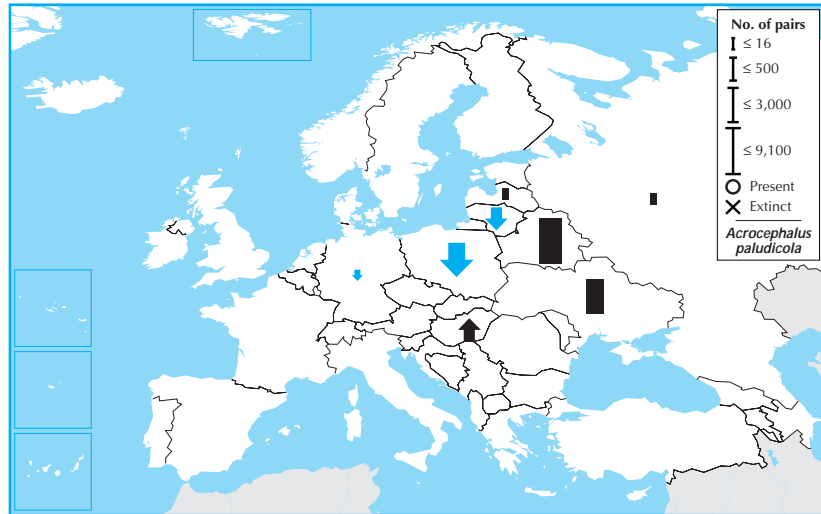 No. of pairs
≤ 16
≤ 500
≤ 3,000
≤ 9,100
Present
Extinct
Acrocephalus
paludicola